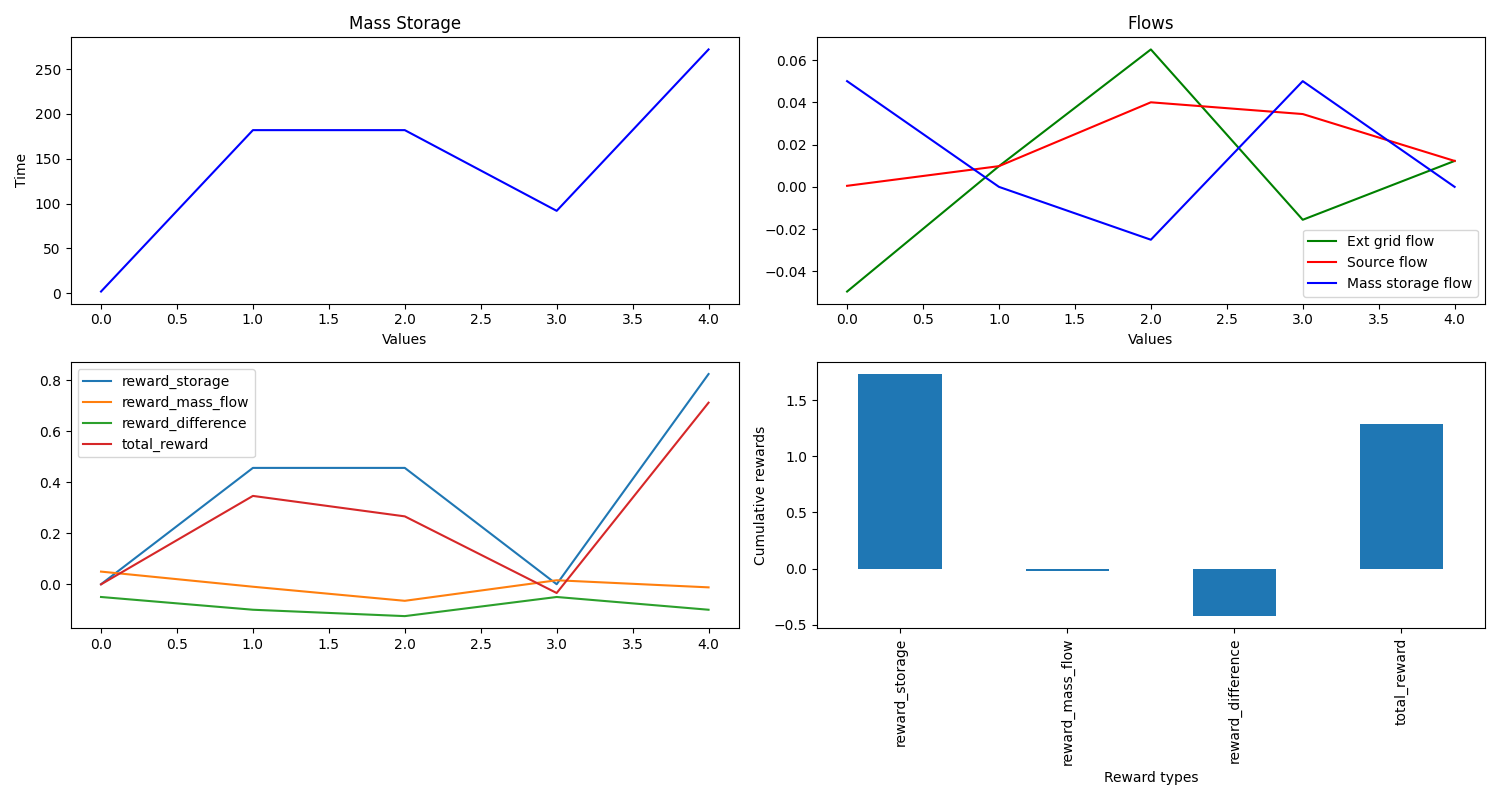 Mass Storage
Time
250
200
150
100
50
0
0.0 0.5 1.0 1.5 2.0 2.5 3.0 3.5 4.0
Values
Flows
0.06
0.04
0.02
0.00
−0.02
−0.04
Ext grid flow
Source flow
Mass storage flow
0.0 0.5 1.0 1.5 2.0 2.5 3.0 3.5 4.0
Values
0.8
0.6
0.4
0.2
0.0
reward_storage
reward_mass_flow
reward_difference
total_reward
0.0 0.5 1.0 1.5 2.0 2.5 3.0 3.5 4.0
Cumulative rewards
1.5
1.0
0.5
0.0
−0.5
reward_storage
reward_mass_flow
reward_difference
total_reward
Reward types